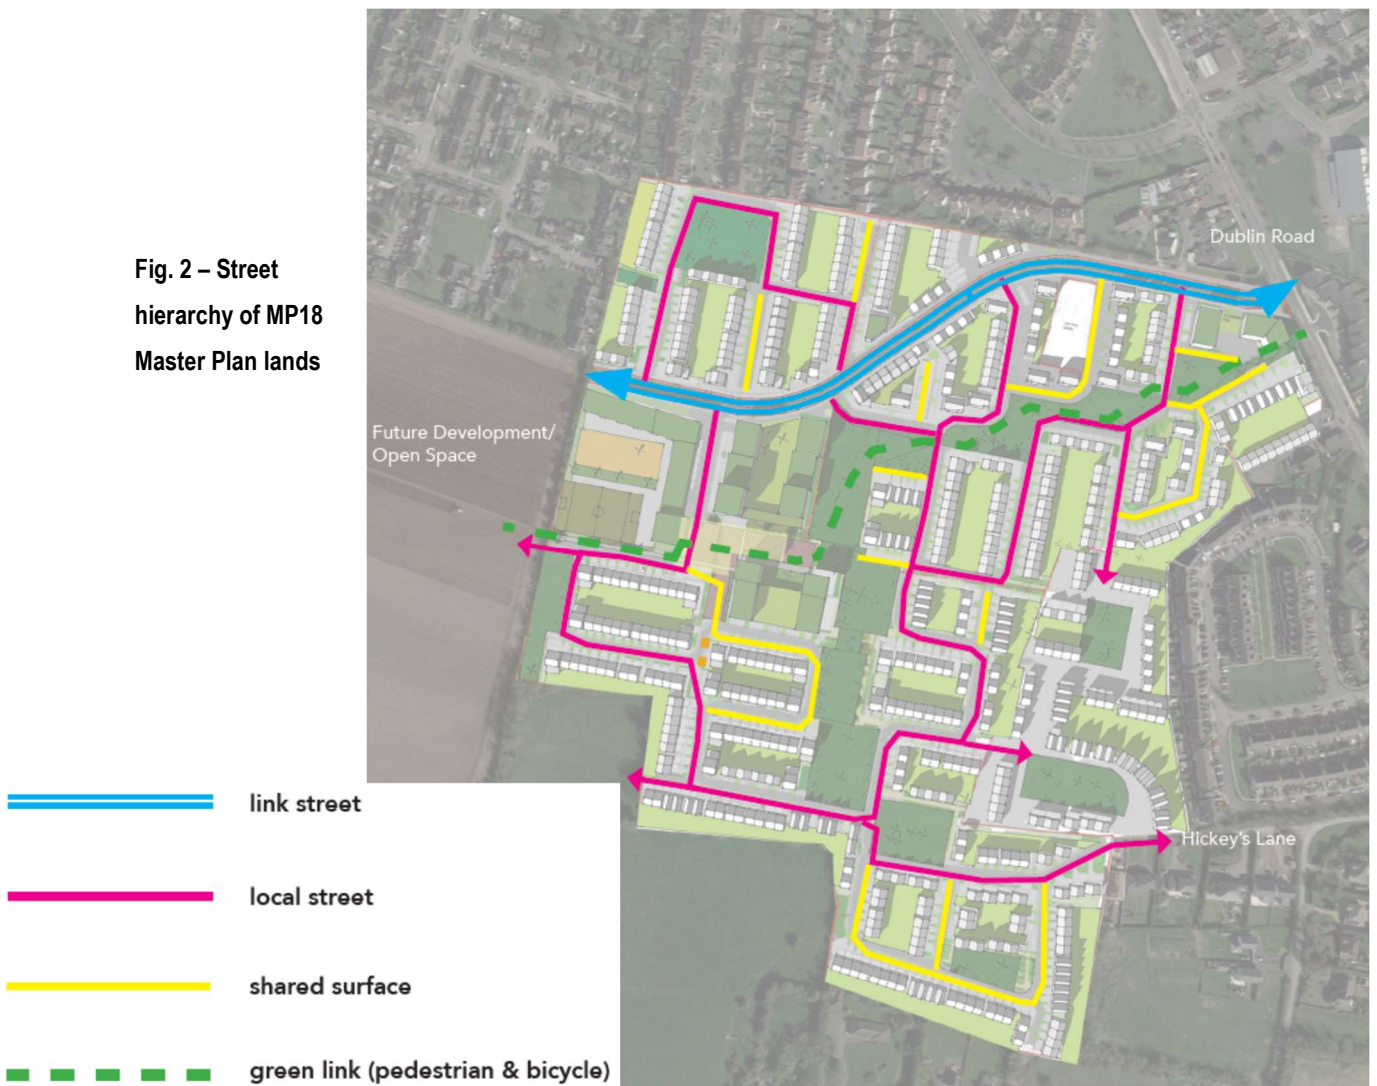 Fig. 2 – Street
hierarchy of MP18
Master Plan lands
Dublin Road
Future Development/
Open Space
Hickey's Lane
link street
local street
shared surface
green link (pedestrian & bicycle)